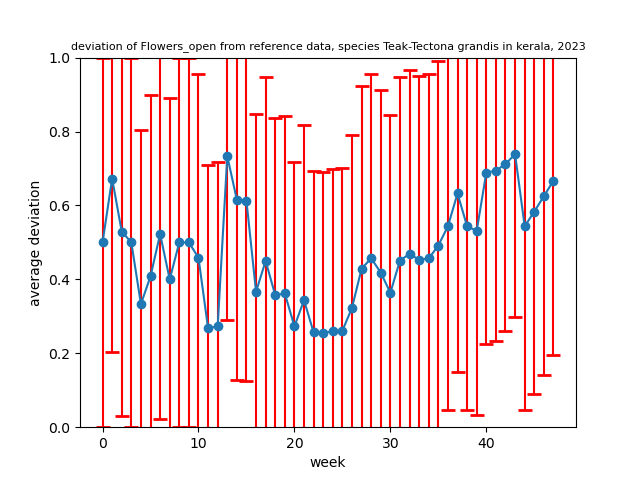 deviation of Flowers_open from reference data, species Teak-Tectona grandis in kerala, 2023
1.0
0.8
0.6
0.4
0.2
0.0
average deviation
0 10 20 30 40
week